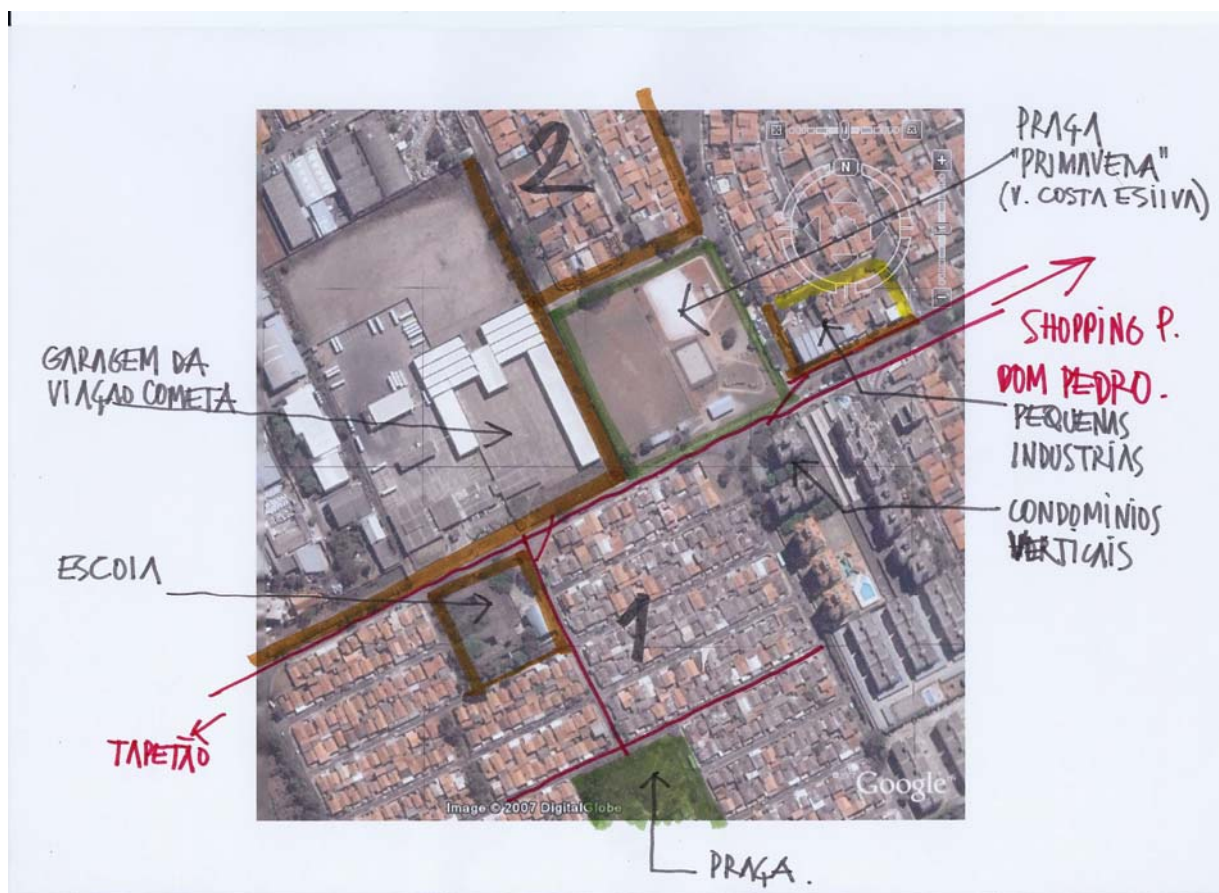 2
N
PRAÇA
"PRIMAVERA"
(V. COSTA ESILVA)
SHOPPING P.
DOM PEDRO.
GARAGEM DA
VIAÇÃO COMETA
PEQUENAS
INDUSTRIAS
CONDOMÍNIOS
VERTICAIS
ESCOLA
1
TAPETÃO
Google
Image © 2007 DigitalGlobe
PRAÇA.